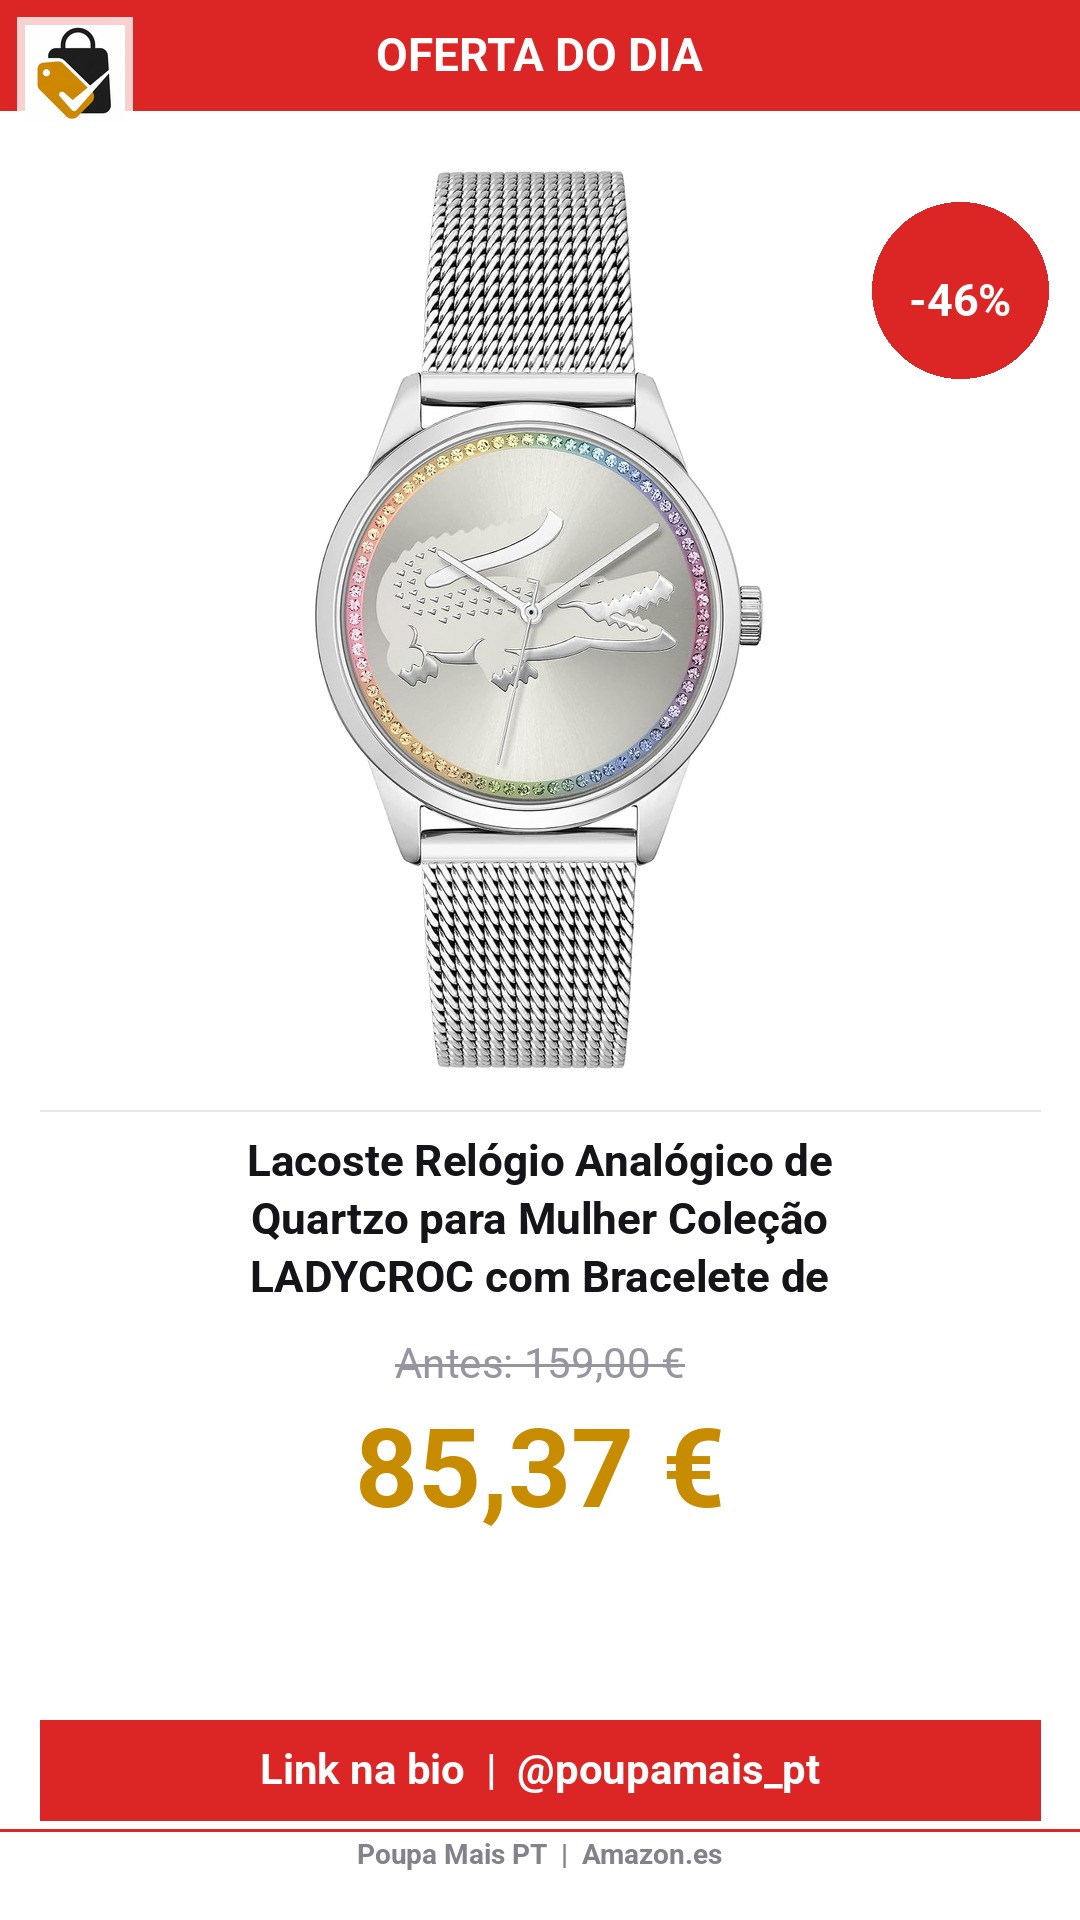 OFERTA DO DIA
-46%
Lacoste Relógio Analógico de
Quartzo para Mulher Coleção
LADYCROC com Bracelete de
Antes: 159,00 €
85,37 €
Link na bio | @poupamais_pt
Poupa Mais PT | Amazon.es